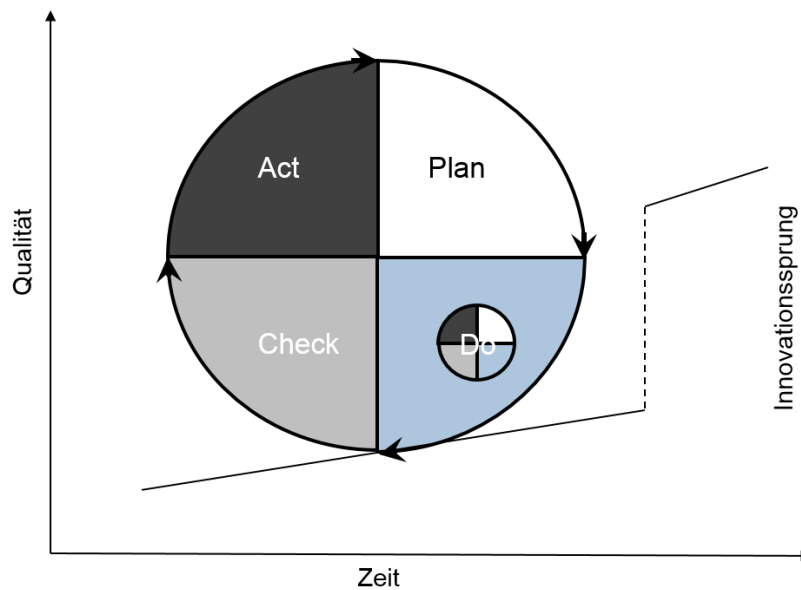 Act
Plan
Check
Do
Qualität
Innovationssprung
Zeit